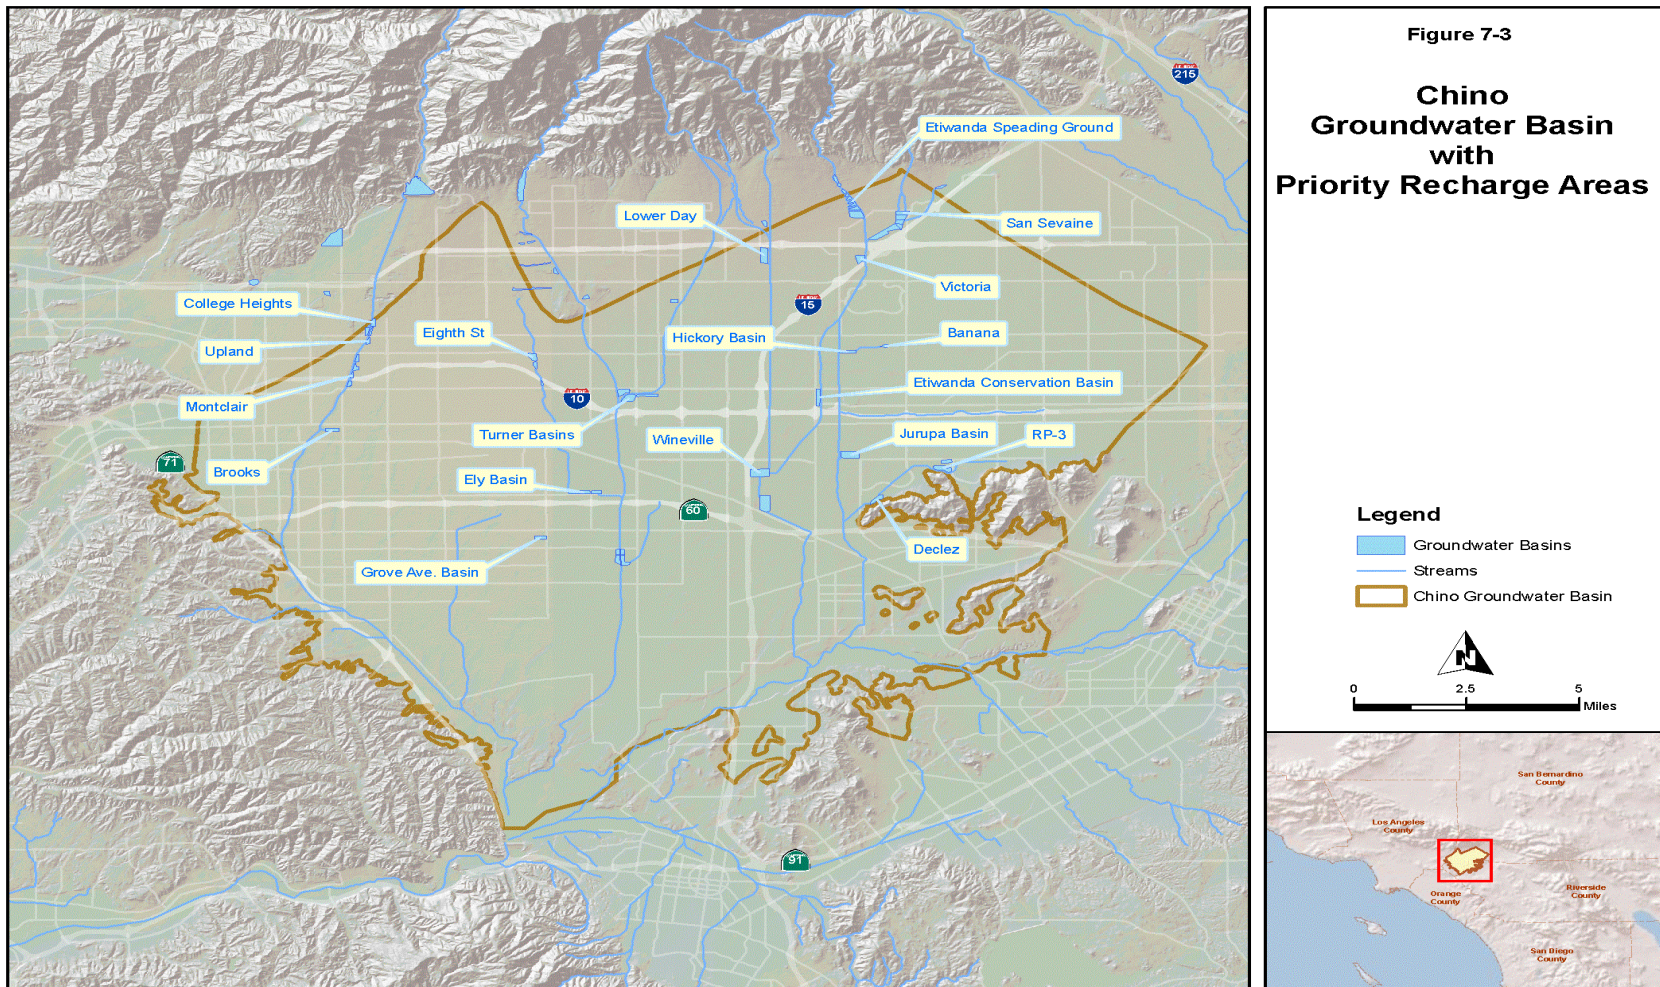 Figure 7-3
Chino
Groundwater Basin
with
Priority Recharge Areas
215
Etiwanda Speading Ground
Lower Day
San Sevaine
Victoria
College Heights
15
Eighth St
Hickory Basin
Banana
Upland
Etiwanda Conservation Basin
10
Montclair
Turner Basins
Wineville
Jurupa Basin
RP-3
71
Brooks
Ely Basin
60
Declez
Grove Ave. Basin
91
Legend
Groundwater Basins
Streams
Chino Groundwater Basin
N
0 2.5 5
Miles
San Bernardino
County
Los Angeles
County
Orange
County
Riverside
County
San Diego
County